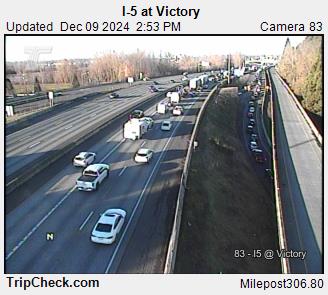 I-5 at Victory
Updated  Dec 09 2024  2:53 PM
Camera 83
N
83 - I5 @ Victory
TripCheck.com
Milepost306.80